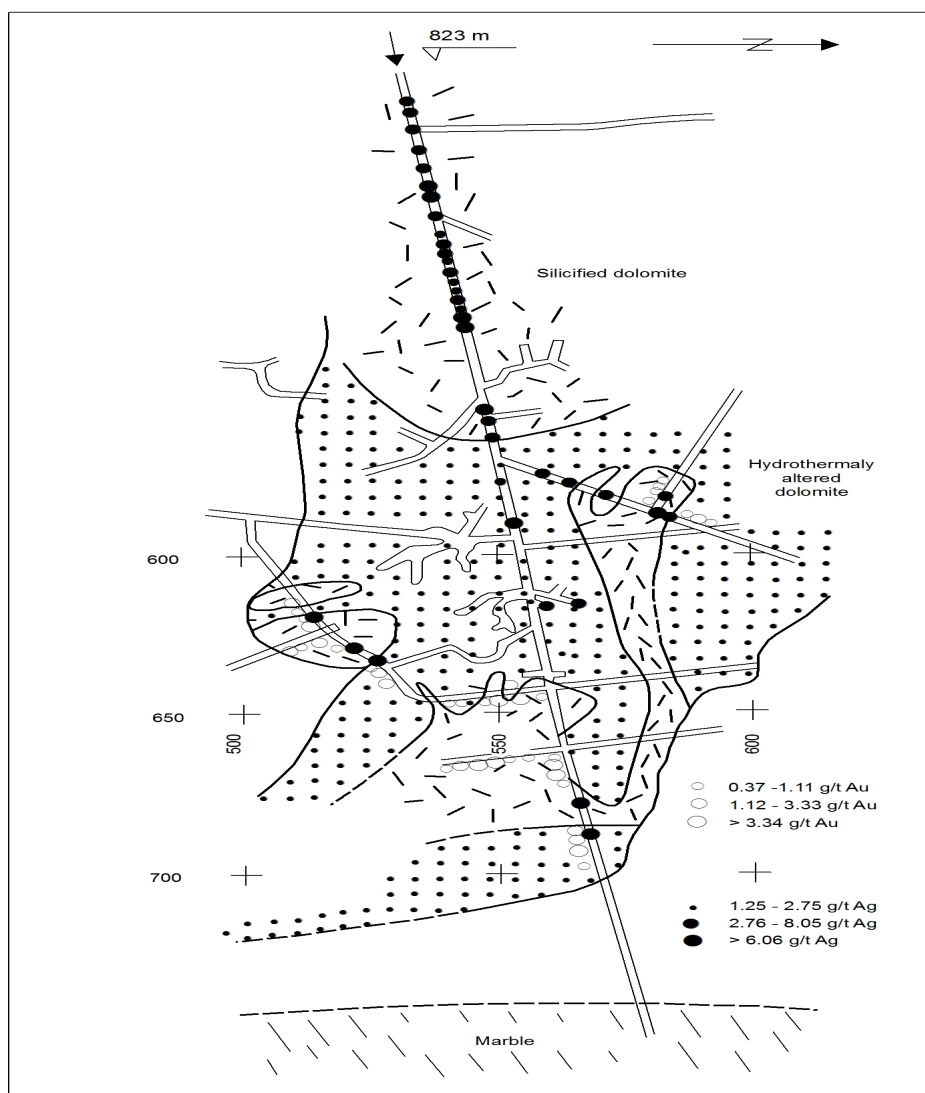 823 m
N
Silicified dolomite
Hydrothermaly
altered
dolomite
600
650
500
550
600
0.37 -1.11 g/t Au
1.12 - 3.33 g/t Au
> 3.34 g/t Au
700
1.25 - 2.75 g/t Ag
2.76 - 8.05 g/t Ag
> 6.06 g/t Ag
Marble